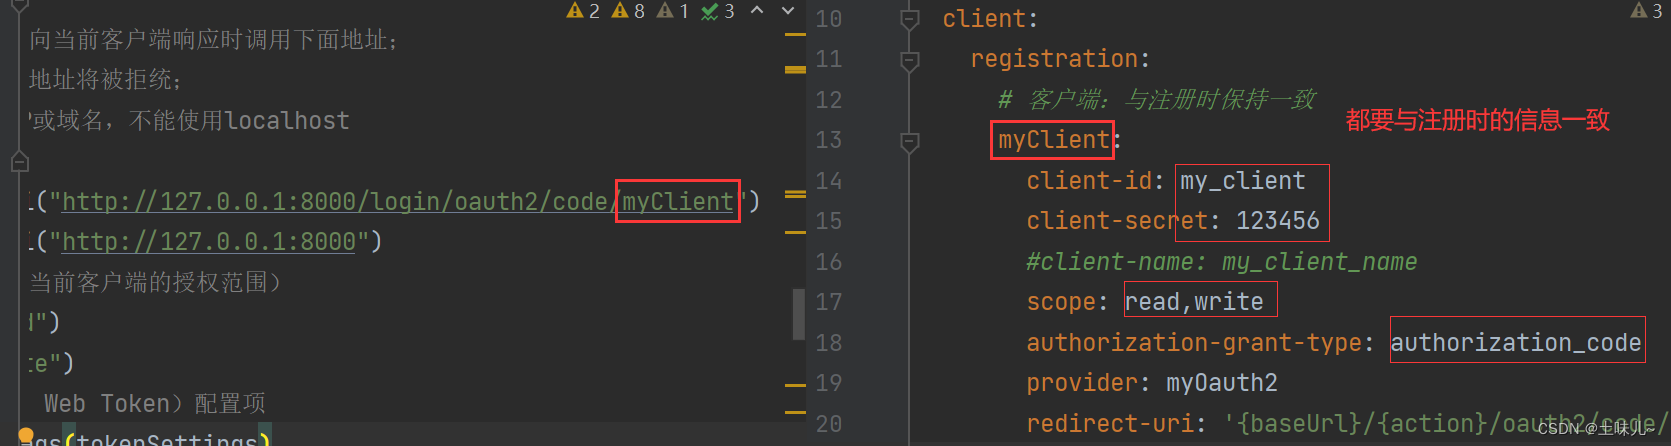 2 8 1 3
向当前客户端响应时调用下面地址；
地址将被拒统；
或域名，不能使用localhost
("http://127.0.0.1:8000/login/oauth2/code/myClient")
("http://127.0.0.1:8000")
当前客户端的授权范围）
")
te")
Web Token）配置项
ngs(tokenSettings)
3
10 client:
11 registration:
12 # 客户端：与注册时保持一致
都要与注册时的信息一致
13 myClient:
14 client-id: my_client
15 client-secret: 123456
16 #client-name: my_client_name
17 scope: read,write
18 authorization-grant-type: authorization_code
19 provider: myOauth2
20 redirect-uri: '{baseUrl}/{action}/oauth2/code/
CSDN @土味儿~